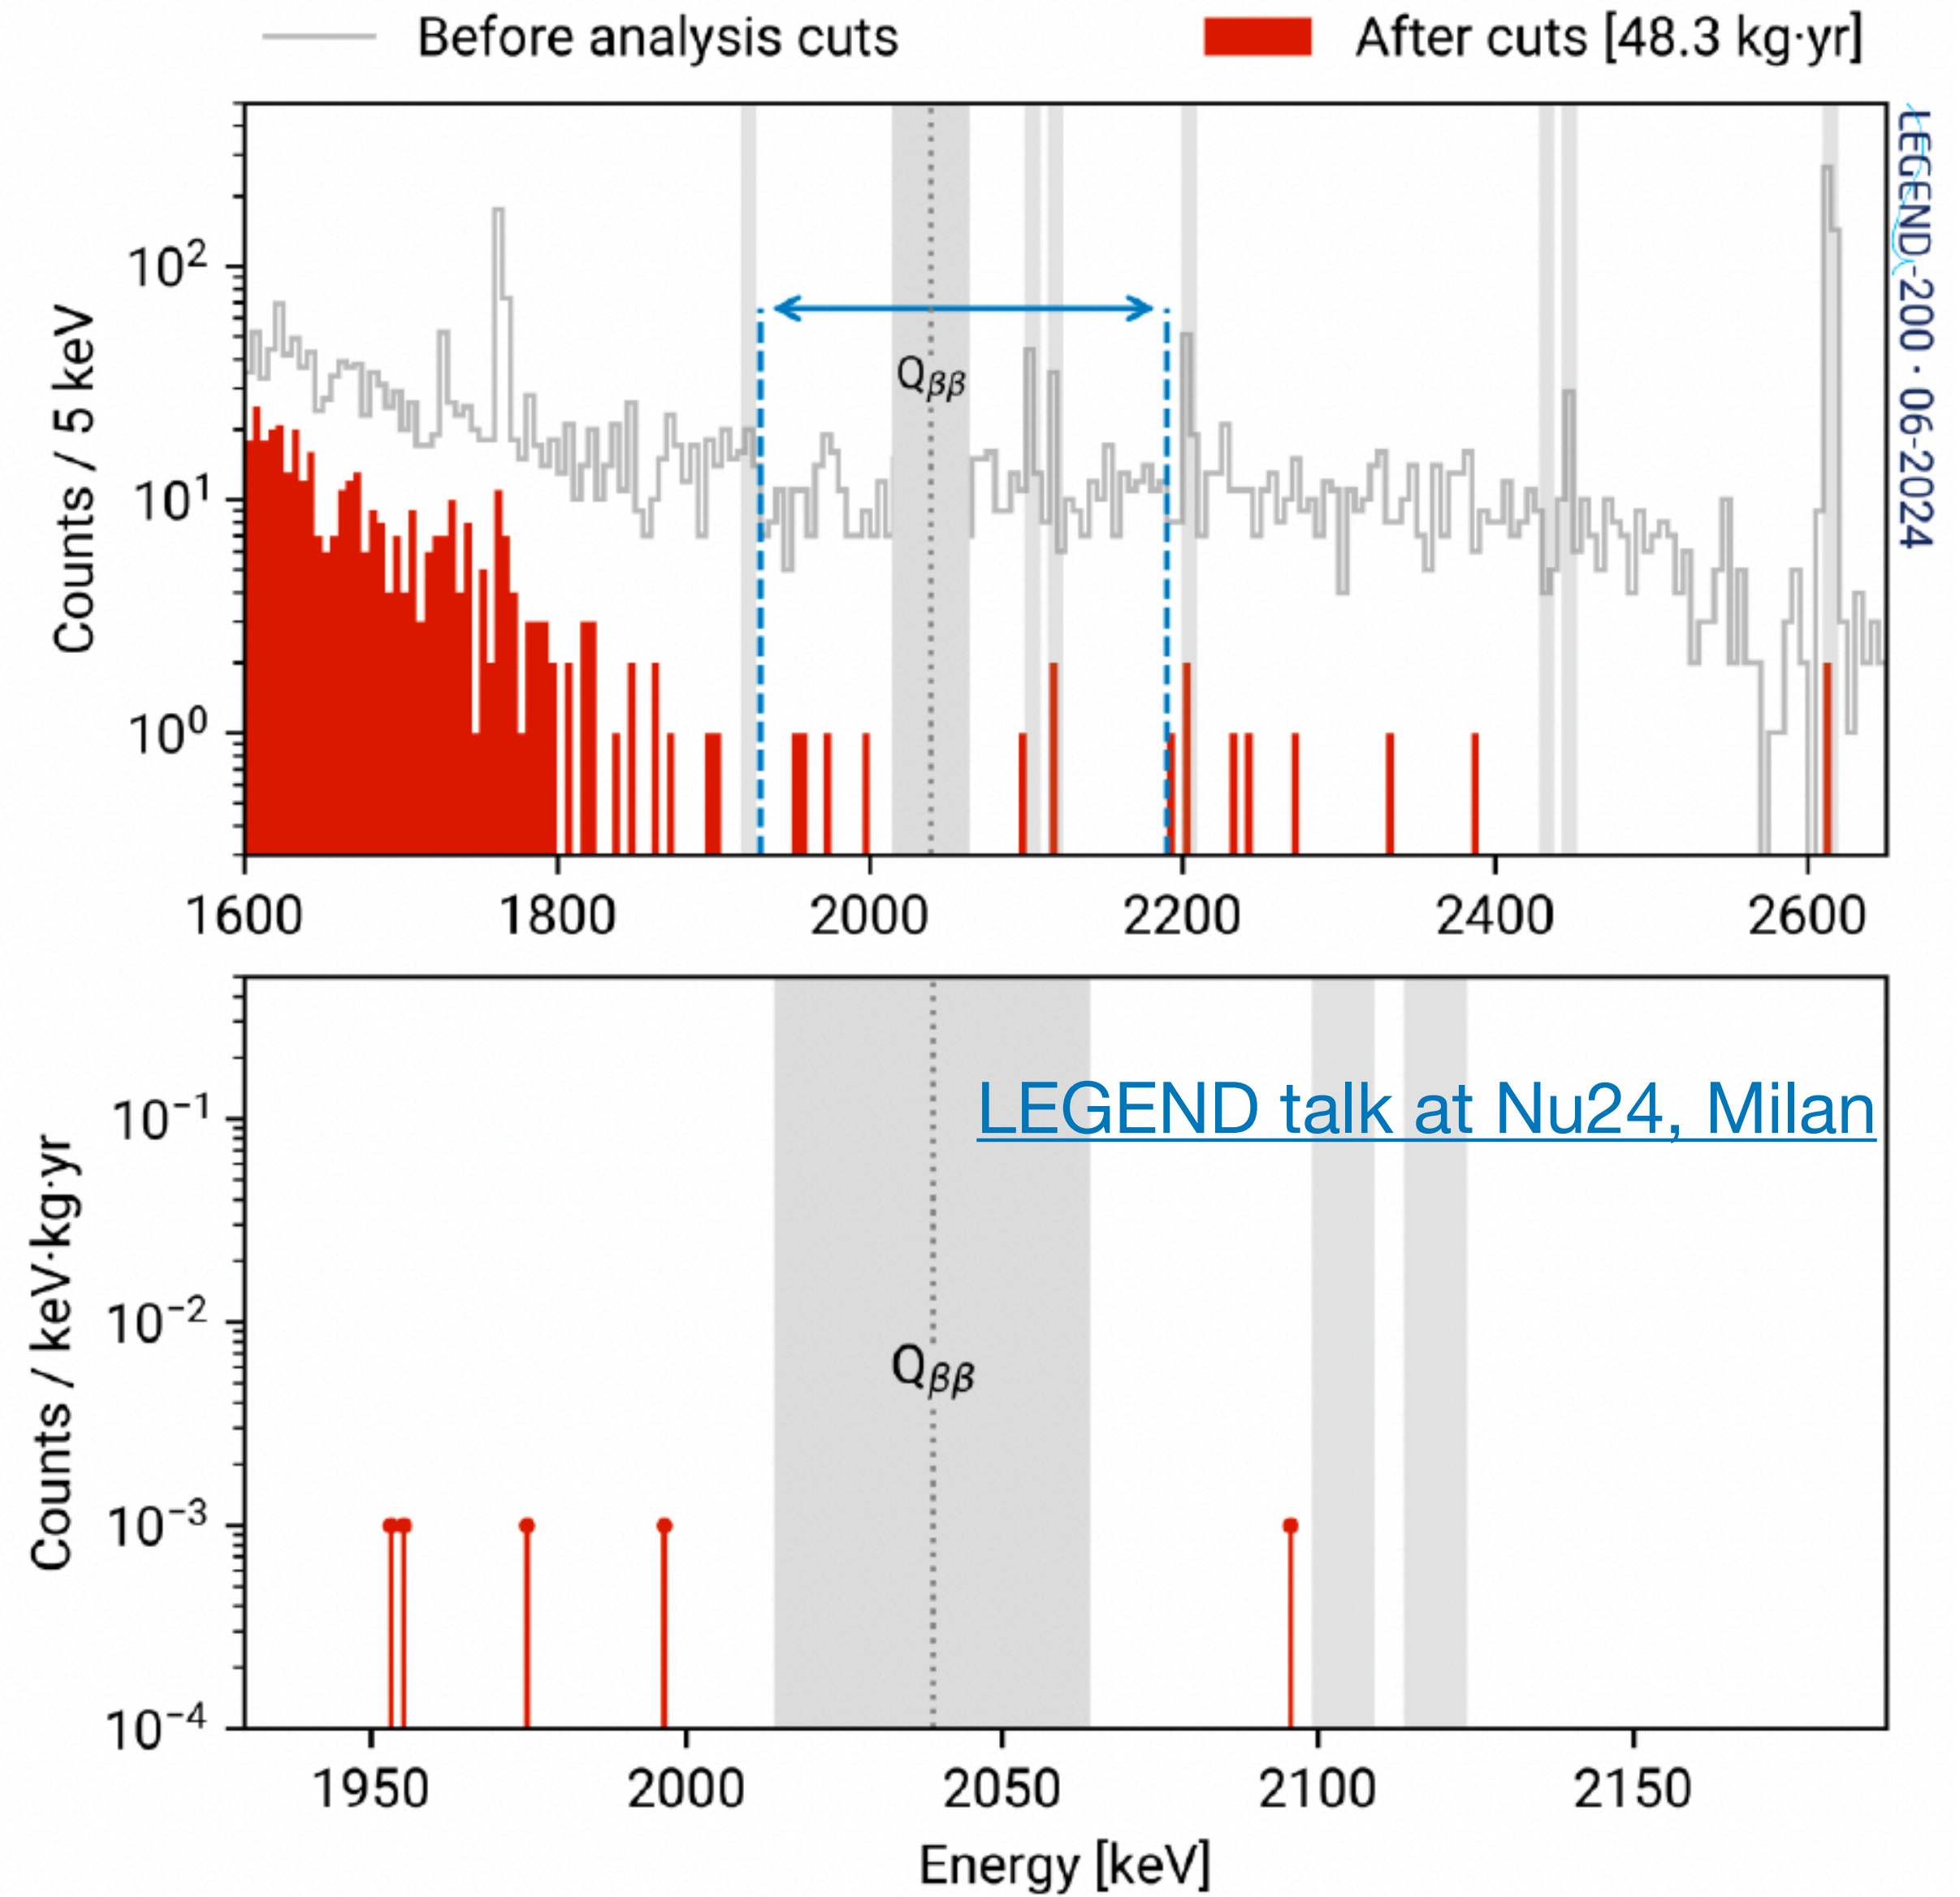 Before analysis cuts
After cuts [48.3 kg·yr]
LEGEND-200 · 06-2024
Counts / 5 keV
10²
10¹
10⁰
Qββ
1600 1800 2000 2200 2400 2600
LEGEND talk at Nu24, Milan
Counts / keV·kg·yr
10⁻¹
10⁻²
10⁻³
10⁻⁴
Qββ
1950 2000 2050 2100 2150
Energy [keV]